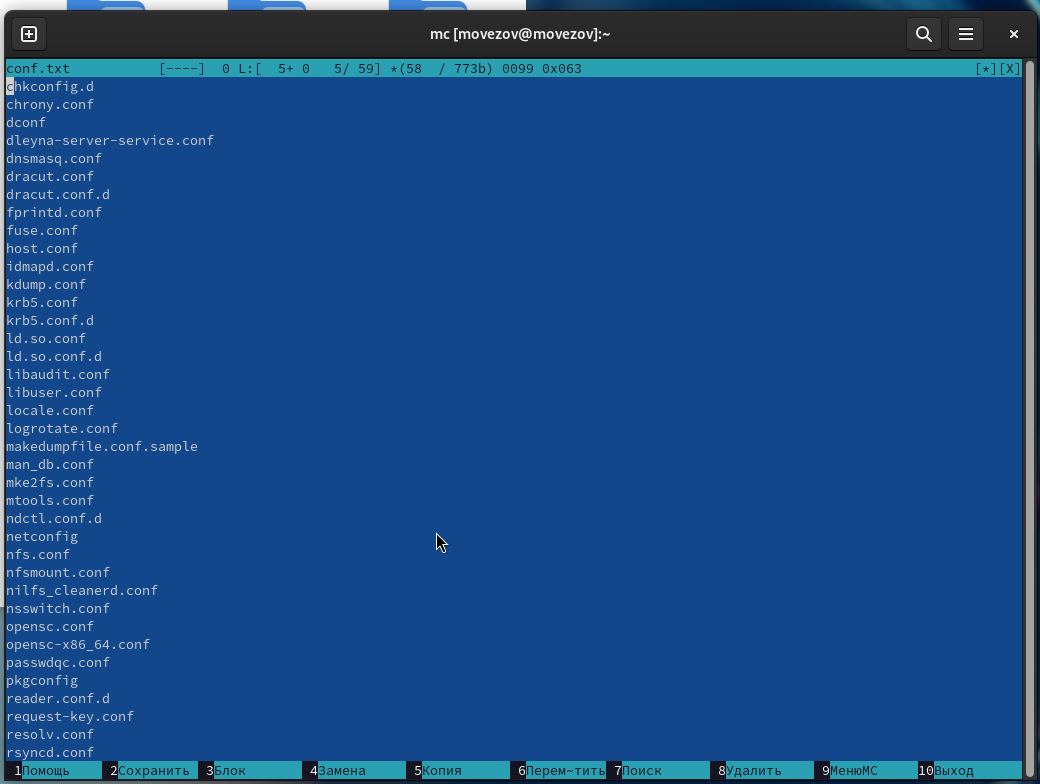 mc [movezov@movezov]:~
conf.txt [----] 0 L:[ 5+ 0 5/ 59] *(58 / 773b) 0099 0x063 [*][X]
chkconfig.d
chrony.conf
dconf
dleyna-server-service.conf
dnsmasq.conf
dracut.conf
dracut.conf.d
fprintd.conf
fuse.conf
host.conf
idmapd.conf
kdump.conf
krb5.conf
krb5.conf.d
ld.so.conf
ld.so.conf.d
libaudit.conf
libuser.conf
locale.conf
logrotate.conf
makedumpfile.conf.sample
man_db.conf
mke2fs.conf
mtools.conf
ndctl.conf.d
netconfig
nfs.conf
nfsmount.conf
nilfs_cleanerd.conf
nsswitch.conf
opensc.conf
opensc-x86_64.conf
passwdqc.conf
pkgconfig
reader.conf.d
request-key.conf
resolv.conf
rsyncd.conf
1Помощь 2Сохранить 3Блок 4Замена 5Копия 6Перем~тить 7Поиск 8Удалить 9МенюMC 10Выход